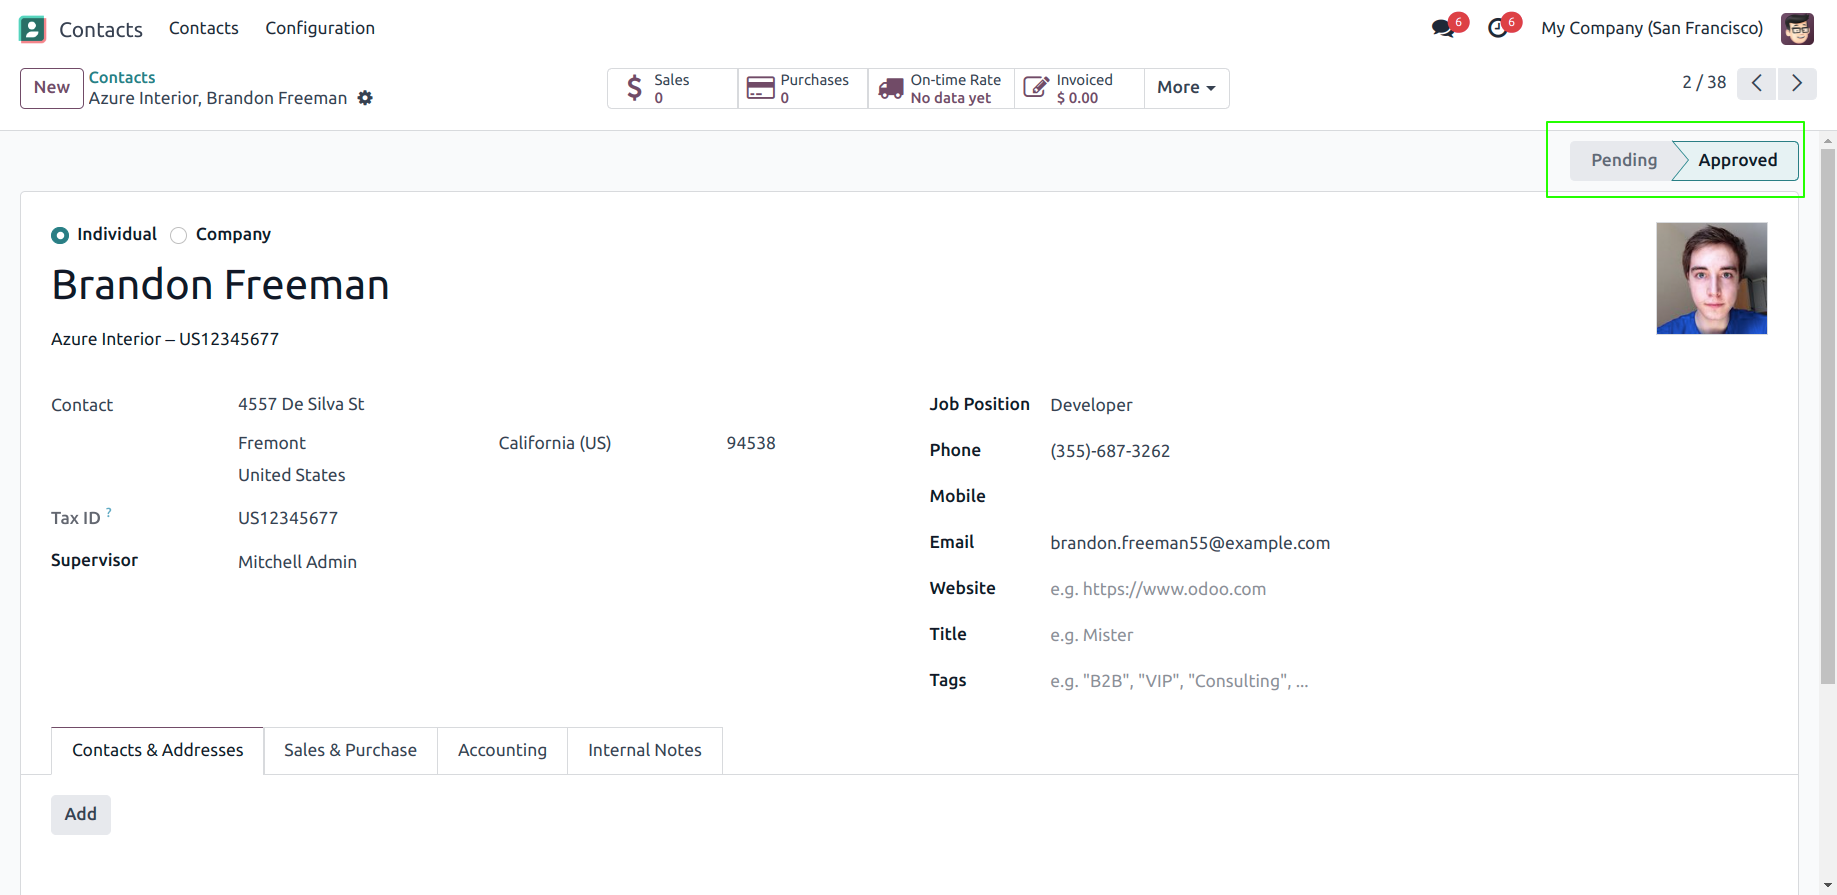 Contacts Contacts Configuration 6 6 My Company (San Francisco)
New Contacts
Azure Interior, Brandon Freeman
Sales
0
Purchases
0
On-time Rate
No data yet
Invoiced
$ 0.00
More
2 / 38
Pending Approved
Individual Company
Brandon Freeman
Azure Interior – US12345677
Contact 4557 De Silva St
Fremont California (US) 94538
United States
Tax ID ? US12345677
Supervisor Mitchell Admin
Job Position Developer
Phone (355)-687-3262
Mobile
Email brandon.freeman55@example.com
Website e.g. https://www.odoo.com
Title e.g. Mister
Tags e.g. "B2B", "VIP", "Consulting", ...
Contacts & Addresses Sales & Purchase Accounting Internal Notes
Add